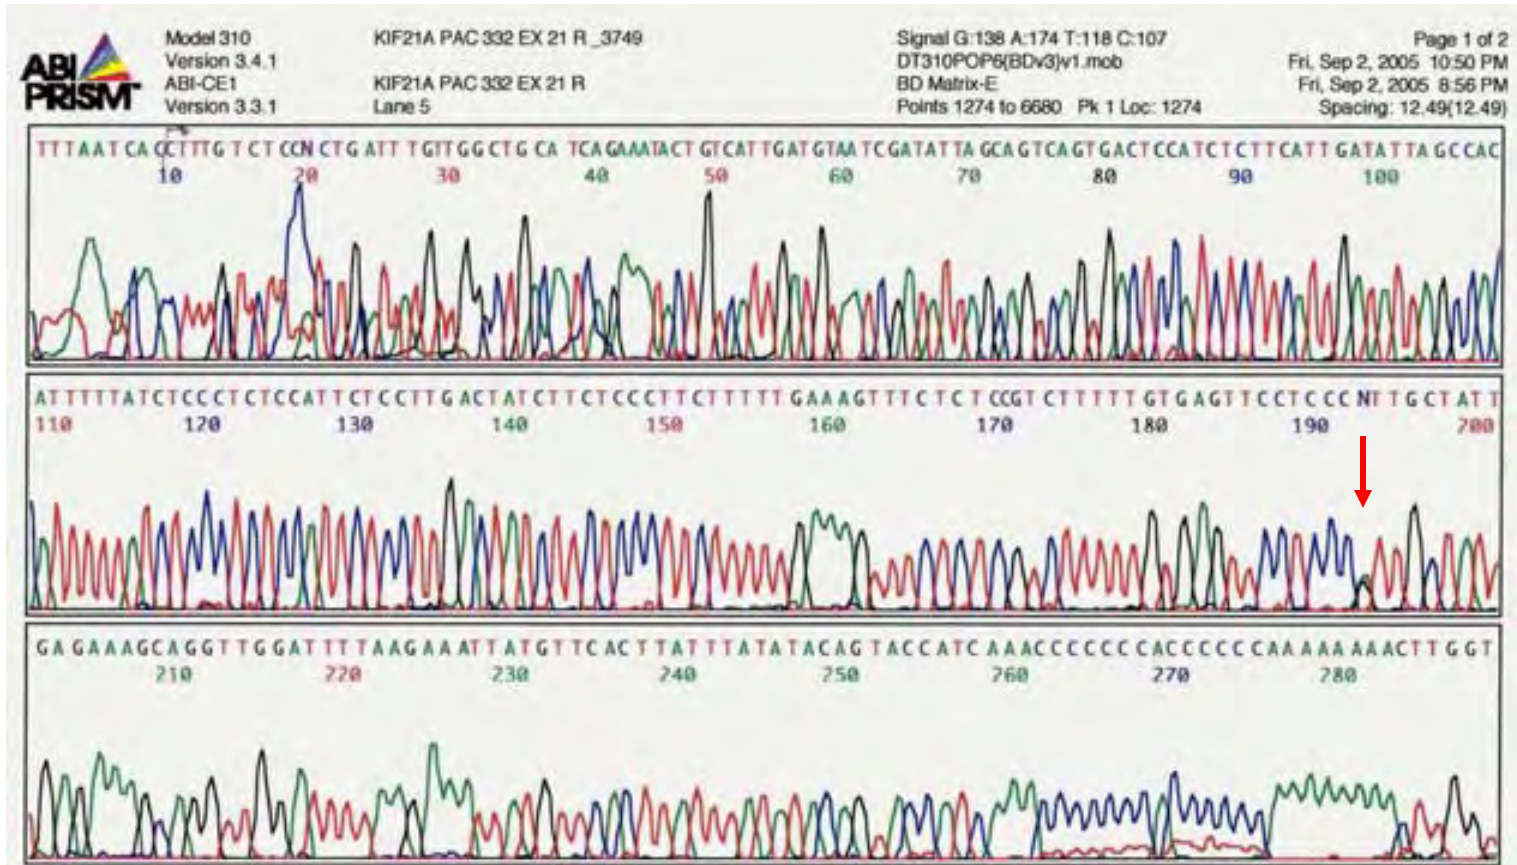 ABI PRISM
Model 310
Version 3.4.1
ABI-CE1
Version 3.3.1
KIF21A PAC 332 EX 21 R_3749
KIF21A PAC 332 EX 21 R
Lane 5
Signal G:138 A:174 T:118 C:107
DT310POP6{BDv3}v1.mob
BD Matrix-E
Points 1274 to 6680 Pk 1 Loc: 1274
Page 1 of 2
Fri, Sep 2, 2005 10:50 PM
Fri, Sep 2, 2005 8:56 PM
Spacing: 12.49{12.49}
TTTAATCACCTTTGTCTCCNCTGATTTGTTGGCTGCATCAGAAATACTGTCATTGATGTAATCGATATTAGCAGTCAGTGACTCCATCTCTTCATTGATATTAGCCAC
10 20 30 40 50 60 70 80 90 100
ATTTTTATCTCCCTCTCCATTCTCCTTGACTATCTTCTCCCTTCTTTTTGAAAGTTTCTCTCCGTCTTTTTGTGAGTTCCTCCCNTTGCTATT
110 120 130 140 150 160 170 180 190 200
GAGAAAGCAGGTTGGATTTTAAGAAATTATGTTCACTTATTTATATACAGTACCATCAAACCCCCCCACCCCCCAAAAAAAACTTGGT
210 220 230 240 250 260 270 280